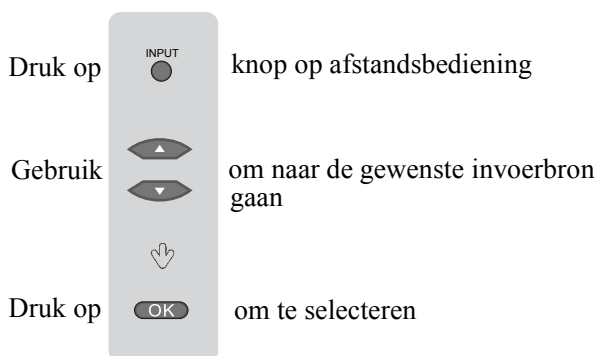 INPUT
Druk op knop op afstandsbediening
Gebruik om naar de gewenste invoerbron
gaan
Druk op OK om te selecteren